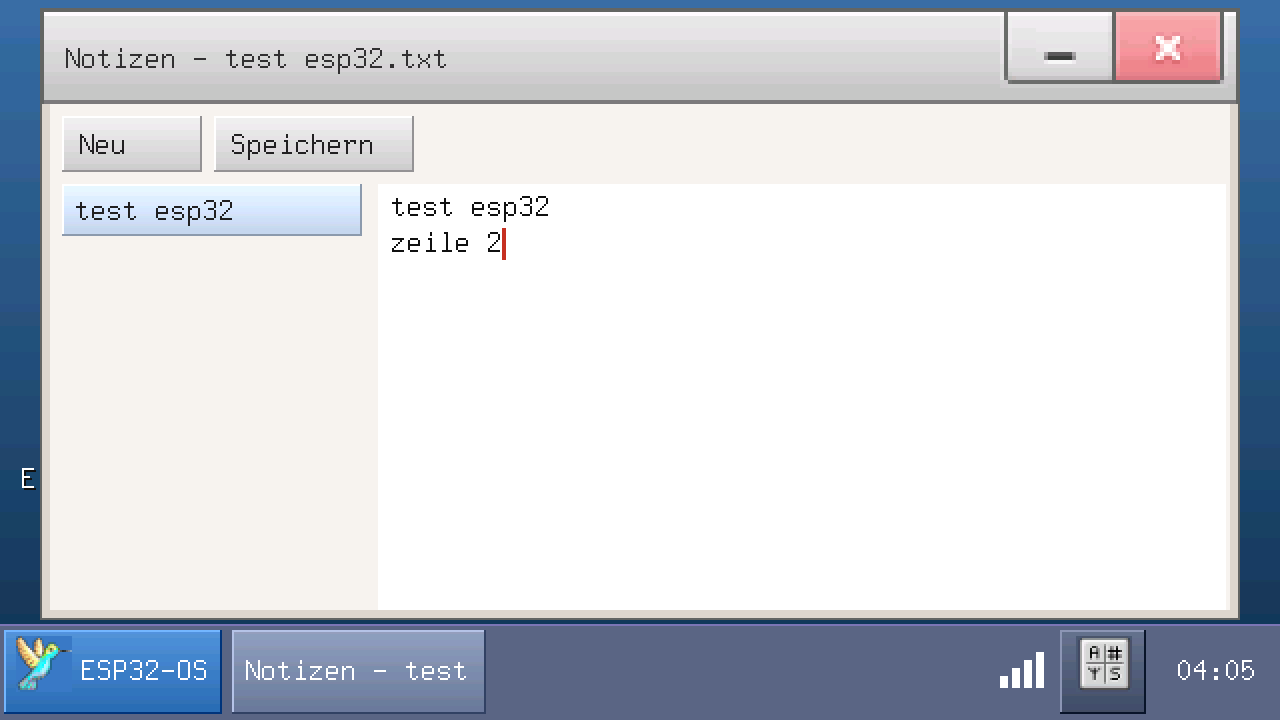 Notizen - test esp32.txt
Neu
Speichern
test esp32
test esp32
zeile 2
E
ESP32-OS
Notizen - test
A #
Y S
04:05